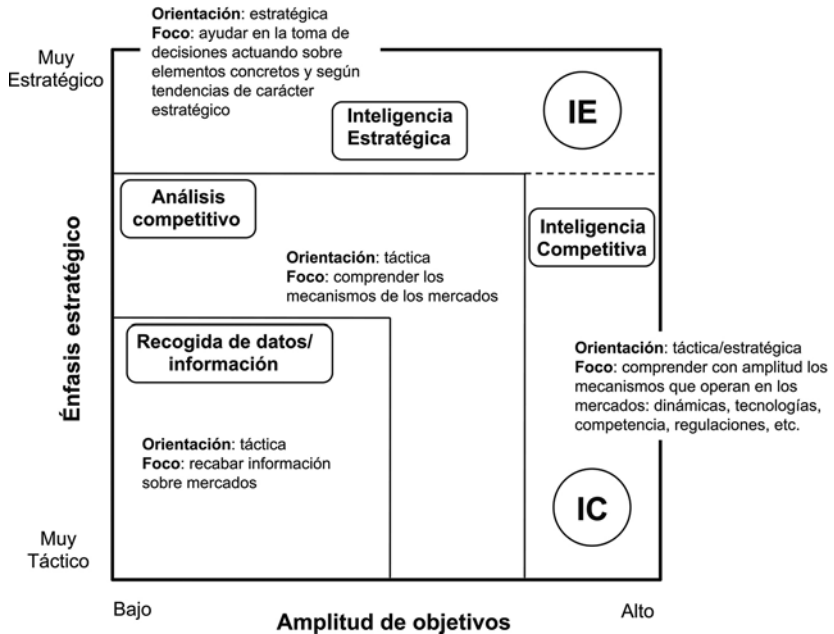 Orientación: estratégica
Foco: ayudar en la toma de
decisiones actuando sobre
elementos concretos y según
tendencias de carácter
estratégico
Muy
Estratégico
Inteligencia
Estratégica
IE
Análisis
competitivo
Inteligencia
Competitiva
Orientación: táctica
Foco: comprender los
mecanismos de los mercados
Énfasis estratégico
Recogida de datos/
información
Orientación: táctica/estratégica
Foco: comprender con amplitud los
mecanismos que operan en los
mercados: dinámicas, tecnologías,
competencia, regulaciones, etc.
Orientación: táctica
Foco: recabar información
sobre mercados
IC
Muy
Táctico
Bajo
Amplitud de objetivos
Alto